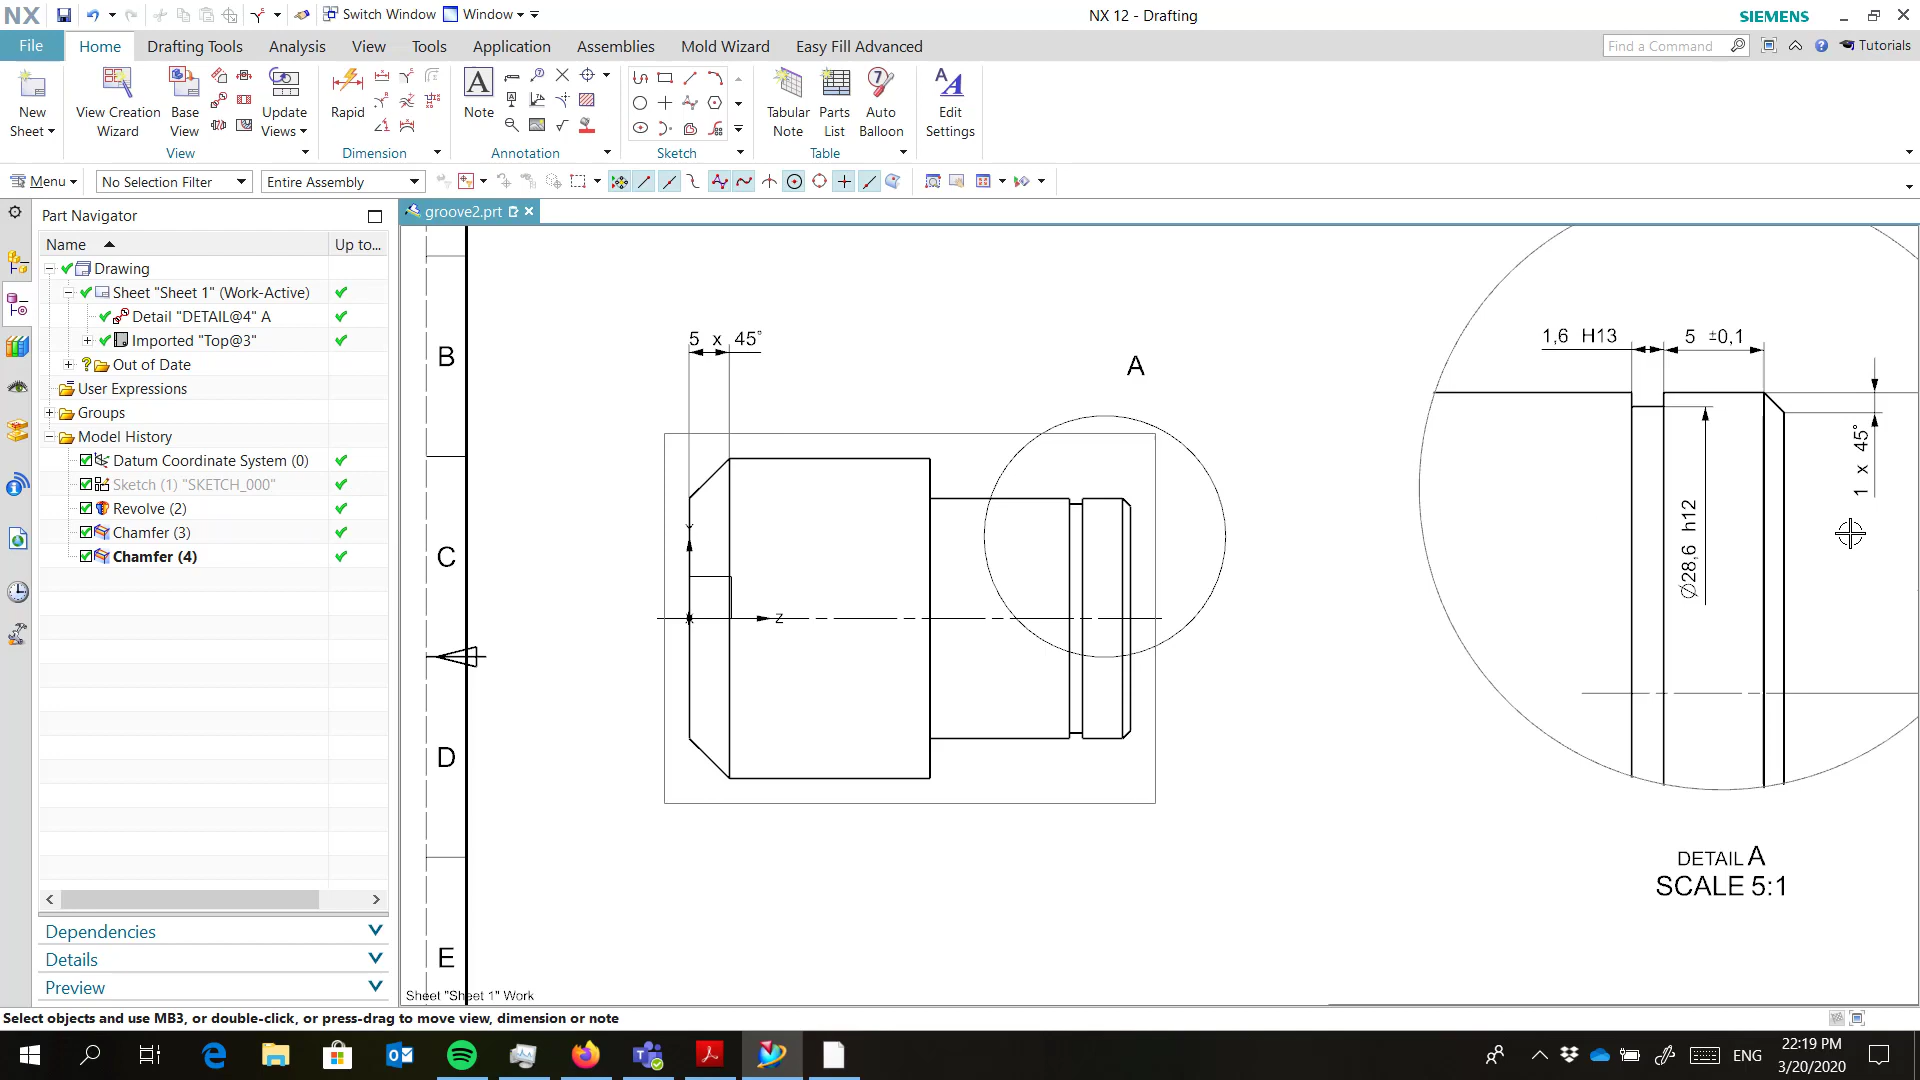 NX Switch Window Window NX 12 - Drafting SIEMENS
File Home Drafting Tools Analysis View Tools Application Assemblies Mold Wizard Easy Fill Advanced Find a Command Tutorials
New Sheet
View Creation Wizard
Base View
Update Views
Rapid
A
Note
Tabular Note
Parts List
7
Auto Balloon
A A
Edit Settings
View Dimension Annotation Sketch Table
Menu No Selection Filter Entire Assembly
Part Navigator
groove2.prt
Name Up to...
Drawing
Sheet "Sheet 1" (Work-Active)
Detail "DETAIL@4" A
Imported "Top@3"
Out of Date
User Expressions
Groups
Model History
Datum Coordinate System (0)
Sketch (1) "SKETCH_000"
Revolve (2)
Chamfer (3)
Chamfer (4)
Dependencies
Details
Preview
B
C
D
E
5 x 45°
A
Y
X
Z
1,6 H13
5 ±0,1
1 x 45°
Ø28,6 h12
DETAIL A
SCALE 5:1
Sheet "Sheet 1" Work
Select objects and use MB3, or double-click, or press-drag to move view, dimension or note
ENG
22:19 PM
3/20/2020